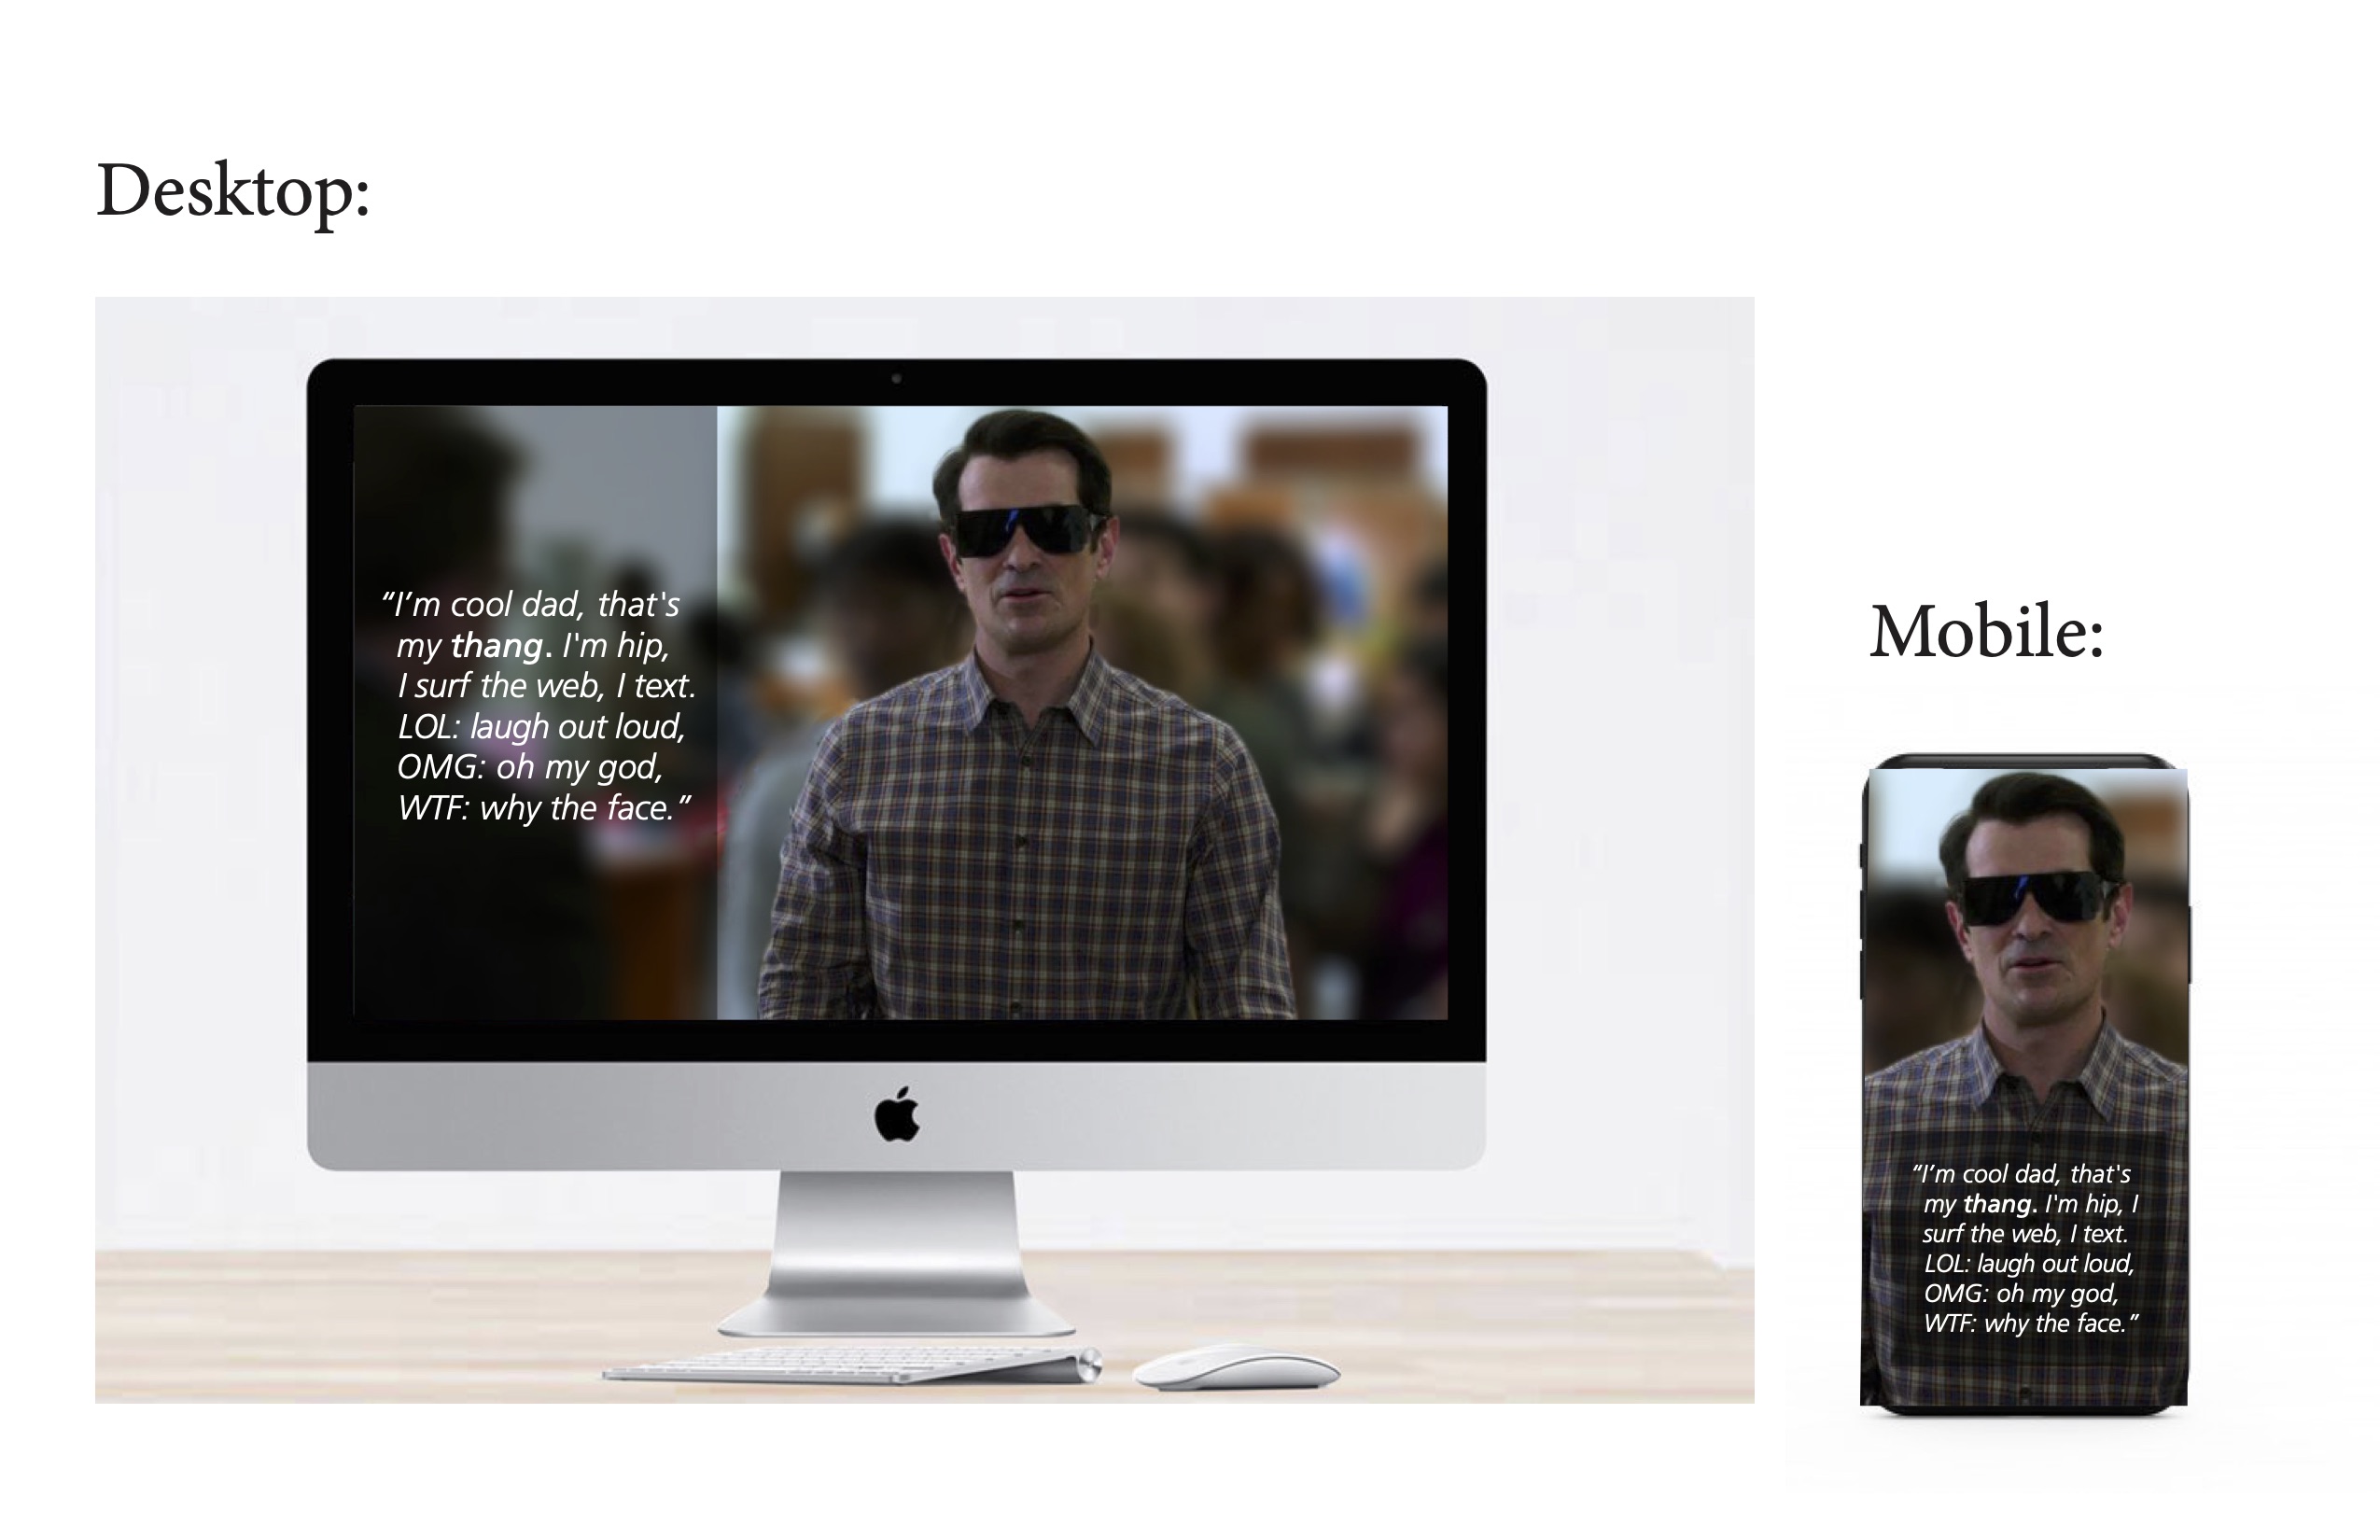 Desktop:
“I’m cool dad, that's
my thang. I'm hip,
I surf the web, I text.
LOL: laugh out loud,
OMG: oh my god,
WTF: why the face.”
Mobile:
“I’m cool dad, that's
my thang. I'm hip, I
surf the web, I text.
LOL: laugh out loud,
OMG: oh my god,
WTF: why the face.”